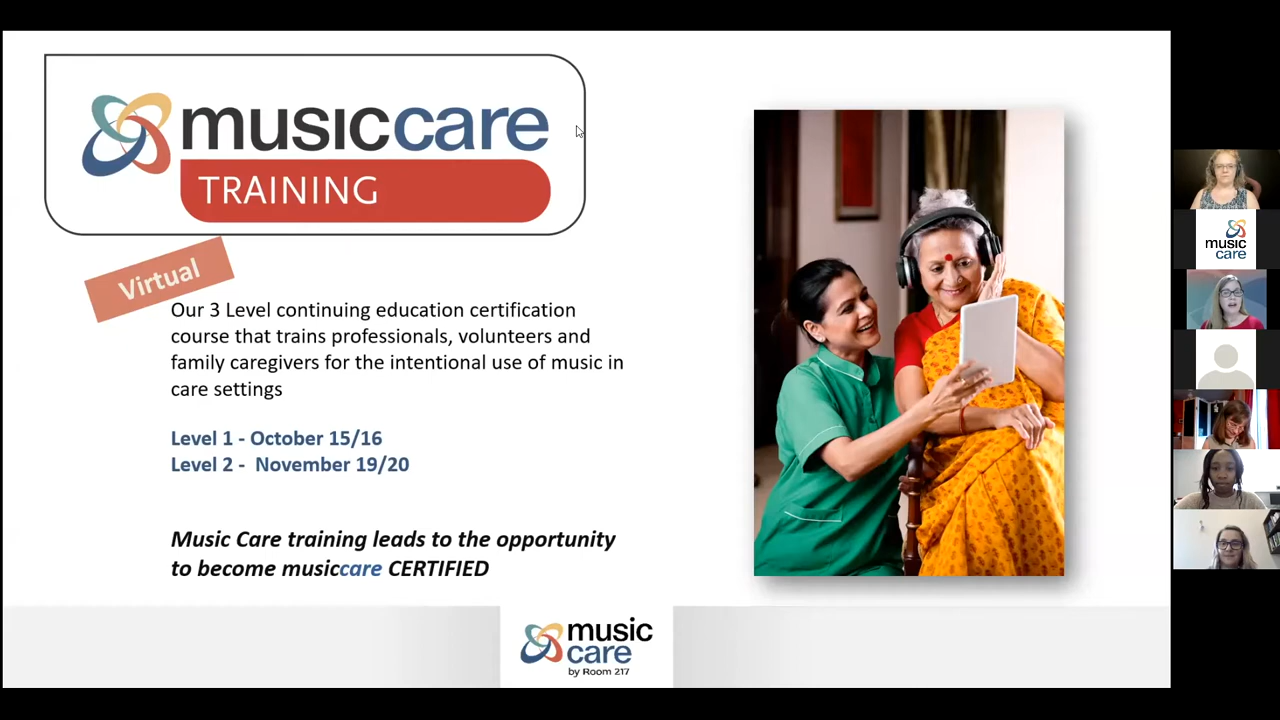 musiccare
TRAINING
Virtual
Our 3 Level continuing education certification
course that trains professionals, volunteers and
family caregivers for the intentional use of music in
care settings
Level 1 - October 15/16
Level 2 - November 19/20
Music Care training leads to the opportunity
to become musiccare CERTIFIED
music
care
by Room 217
music
care